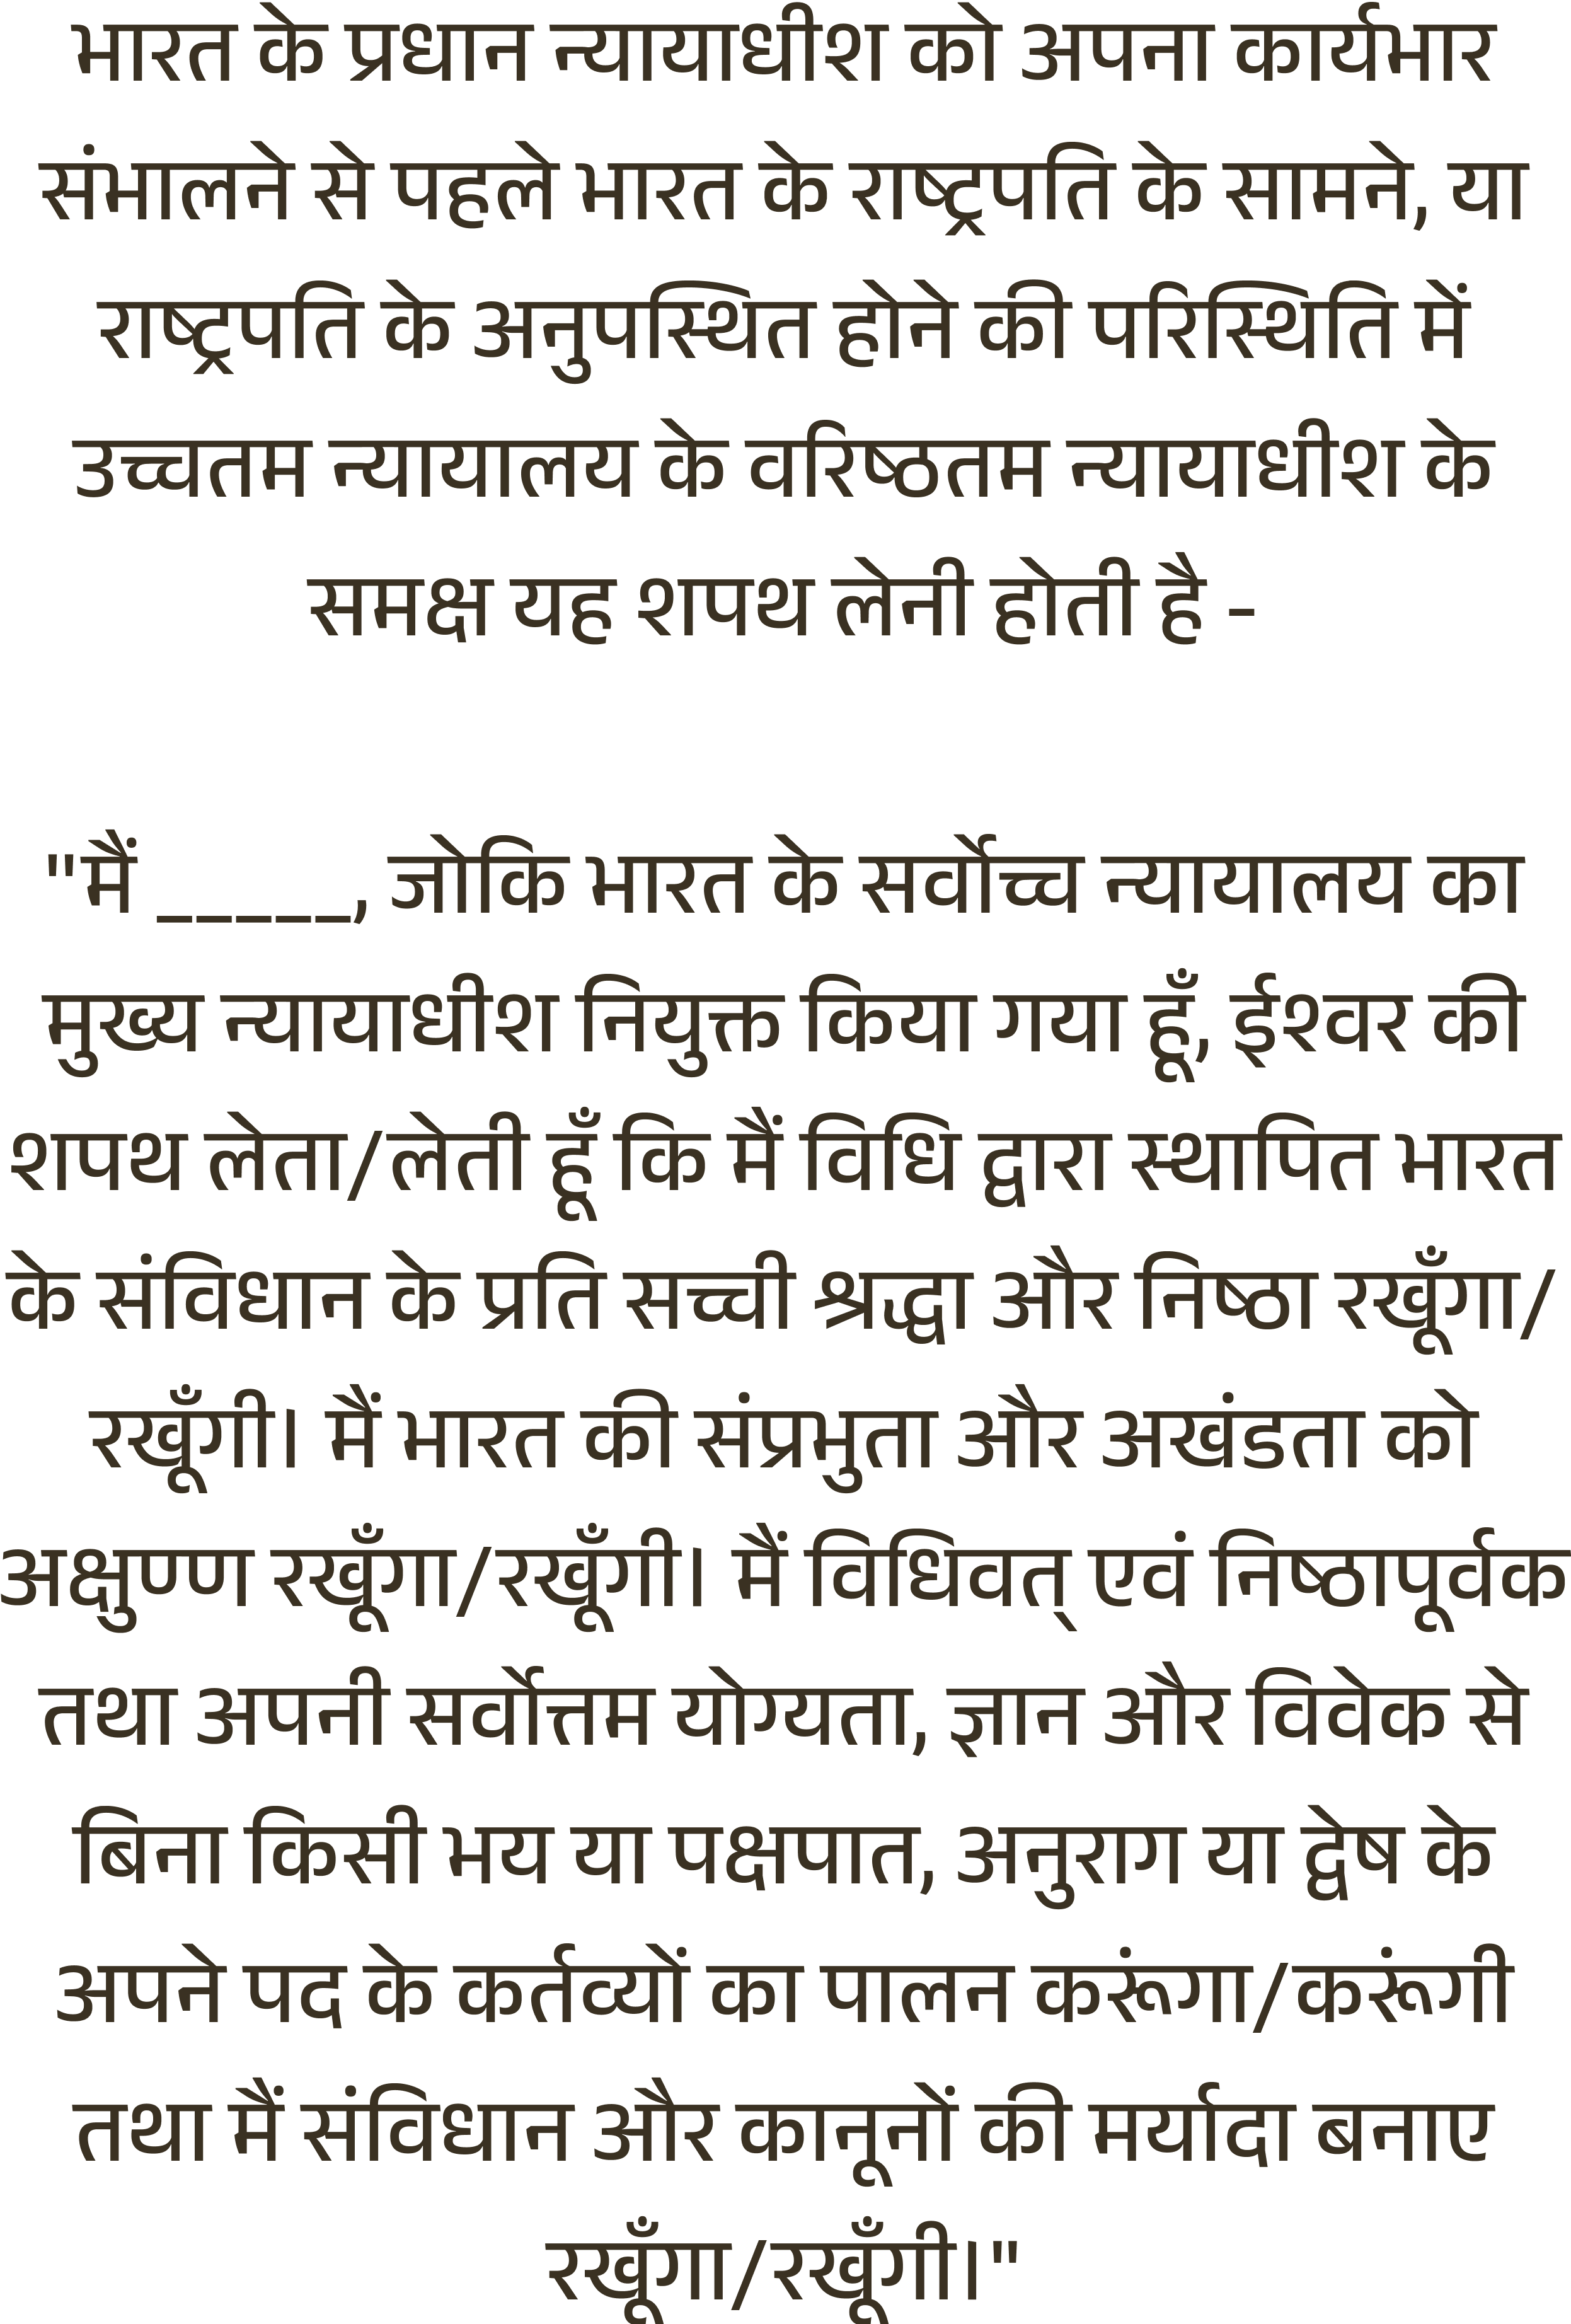 भारत के प्रधान न्यायाधीश को अपना कार्यभार
संभालने से पहले भारत के राष्ट्रपति के सामने, या
राष्ट्रपति के अनुपस्थित होने की परिस्थिति में
उच्चतम न्यायालय के वरिष्ठतम न्यायाधीश के
समक्ष यह शपथ लेनी होती है -
"मैं _____, जोकि भारत के सर्वोच्च न्यायालय का
मुख्य न्यायाधीश नियुक्त किया गया हूँ, ईश्वर की
शपथ लेता/लेती हूँ कि मैं विधि द्वारा स्थापित भारत
के संविधान के प्रति सच्ची श्रद्धा और निष्ठा रखूँगा/
रखूँगी। मैं भारत की संप्रभुता और अखंडता को
अक्षुण्ण रखूँगा/रखूँगी। मैं विधिवत् एवं निष्ठापूर्वक
तथा अपनी सर्वोत्तम योग्यता, ज्ञान और विवेक से
बिना किसी भय या पक्षपात, अनुराग या द्वेष के
अपने पद के कर्तव्यों का पालन करूंगा/करूंगी
तथा मैं संविधान और कानूनों की मर्यादा बनाए
रखूँगा/रखूँगी।"